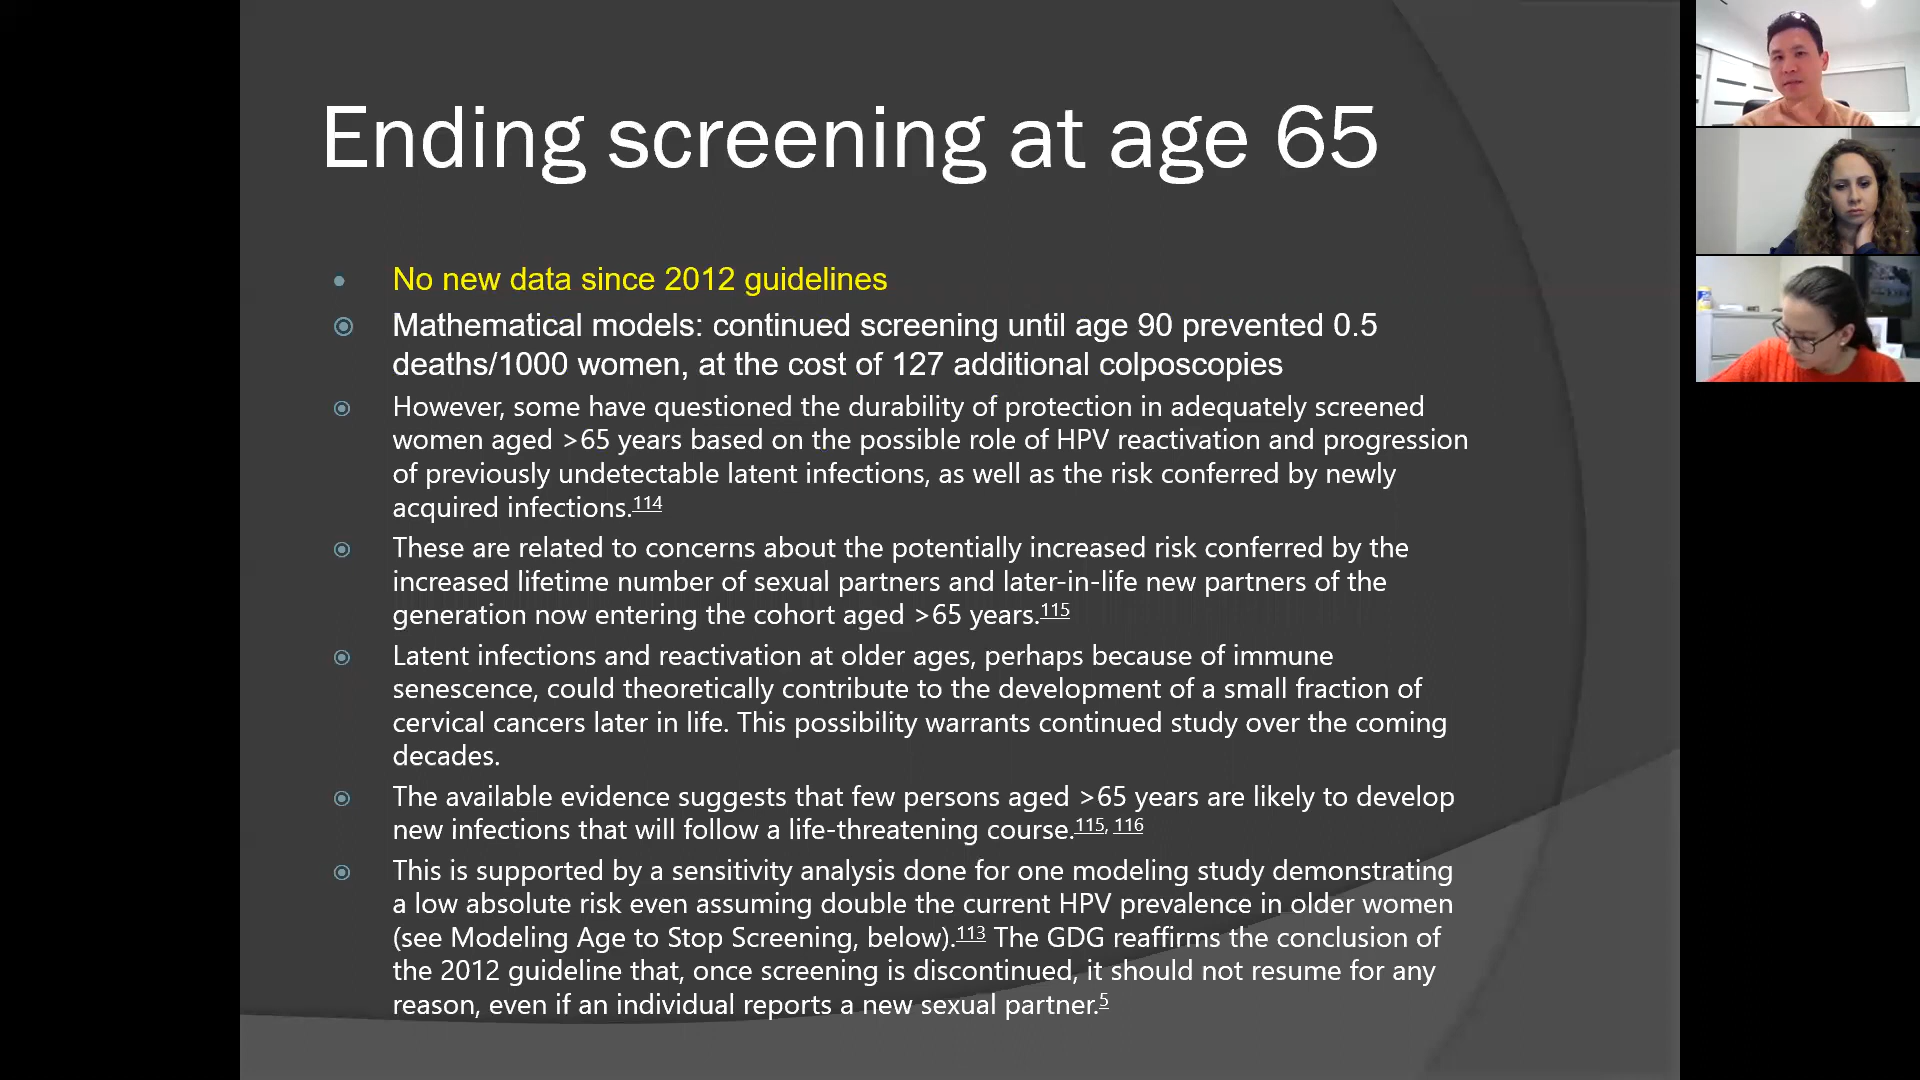 Ending screening at age 65
No new data since 2012 guidelines
Mathematical models: continued screening until age 90 prevented 0.5
deaths/1000 women, at the cost of 127 additional colposcopies
However, some have questioned the durability of protection in adequately screened
women aged >65 years based on the possible role of HPV reactivation and progression
of previously undetectable latent infections, as well as the risk conferred by newly
acquired infections.114
These are related to concerns about the potentially increased risk conferred by the
increased lifetime number of sexual partners and later-in-life new partners of the
generation now entering the cohort aged >65 years.115
Latent infections and reactivation at older ages, perhaps because of immune
senescence, could theoretically contribute to the development of a small fraction of
cervical cancers later in life. This possibility warrants continued study over the coming
decades.
The available evidence suggests that few persons aged >65 years are likely to develop
new infections that will follow a life-threatening course.115, 116
This is supported by a sensitivity analysis done for one modeling study demonstrating
a low absolute risk even assuming double the current HPV prevalence in older women
(see Modeling Age to Stop Screening, below).113 The GDG reaffirms the conclusion of
the 2012 guideline that, once screening is discontinued, it should not resume for any
reason, even if an individual reports a new sexual partner.5